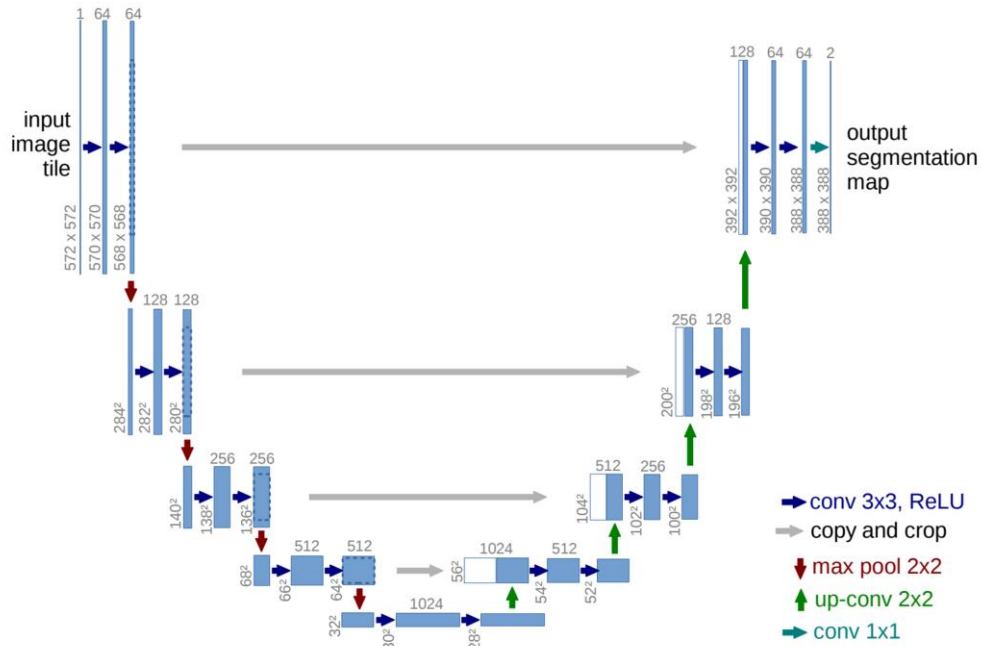 1 64 64
input
image
tile
572 x 572
570 x 570
568 x 568
128 64 64 2
output
segmentation
map
392 x 392
390 x 390
388 x 388
388 x 388
128 128
284²
282²
280²
256 128
200²
198²
196²
256 256
140²
138²
136²
512 256
104²
102²
100²
512 512
68²
66²
64²
1024 512
56²
54²
52²
1024
32²
30²
28²
conv 3x3, ReLU
copy and crop
max pool 2x2
up-conv 2x2
conv 1x1